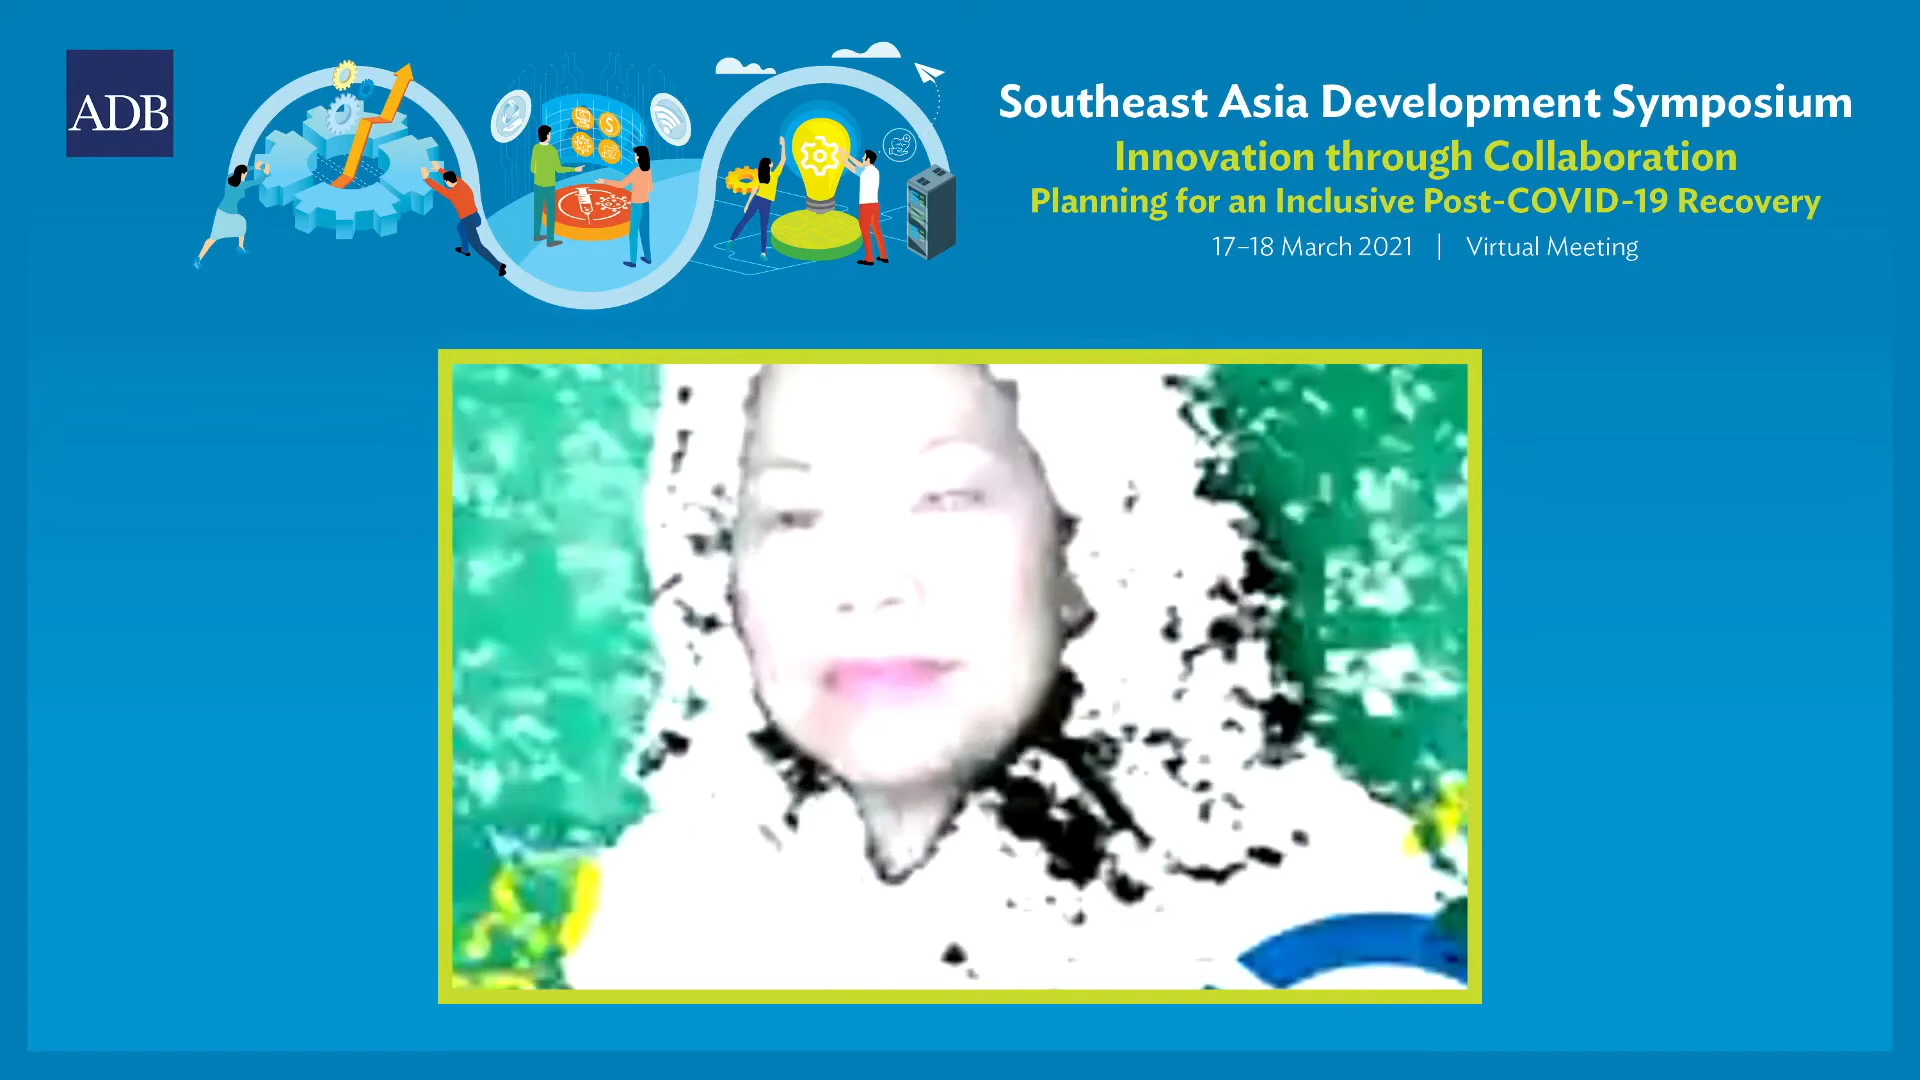 ADB
Southeast Asia Development Symposium
Innovation through Collaboration
Planning for an Inclusive Post-COVID-19 Recovery
17–18 March 2021 | Virtual Meeting